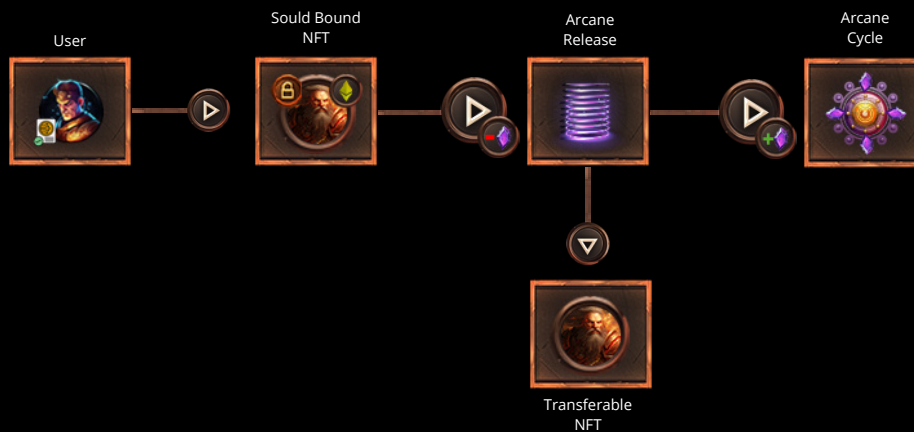 User
Sould Bound
NFT
Arcane
Release
Arcane
Cycle
Transferable
NFT